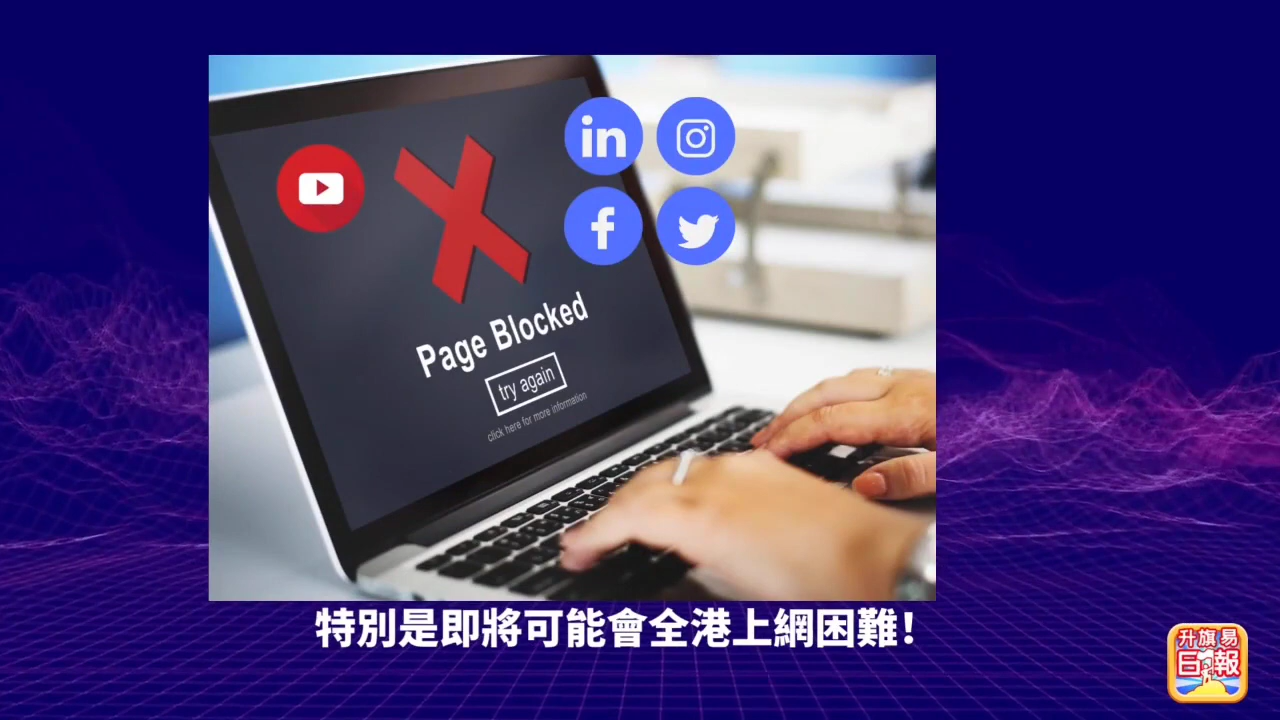 in
f
Page Blocked
try again
click here for more information
特別是即將可能會全港上網困難！
升旗易
日報